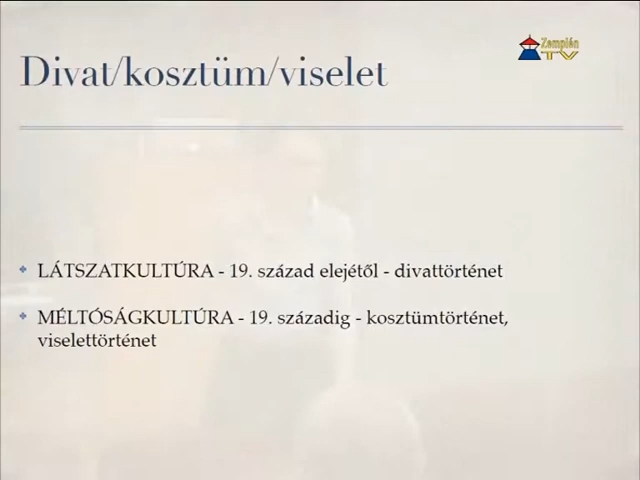 Zemplén
TV
Divat/kosztüm/viselet
LÁTSZATKULTÚRA - 19. század elejétől - divattörténet
MÉLTÓSÁGKULTÚRA - 19. századig - kosztümtörténet,
viselettörténet